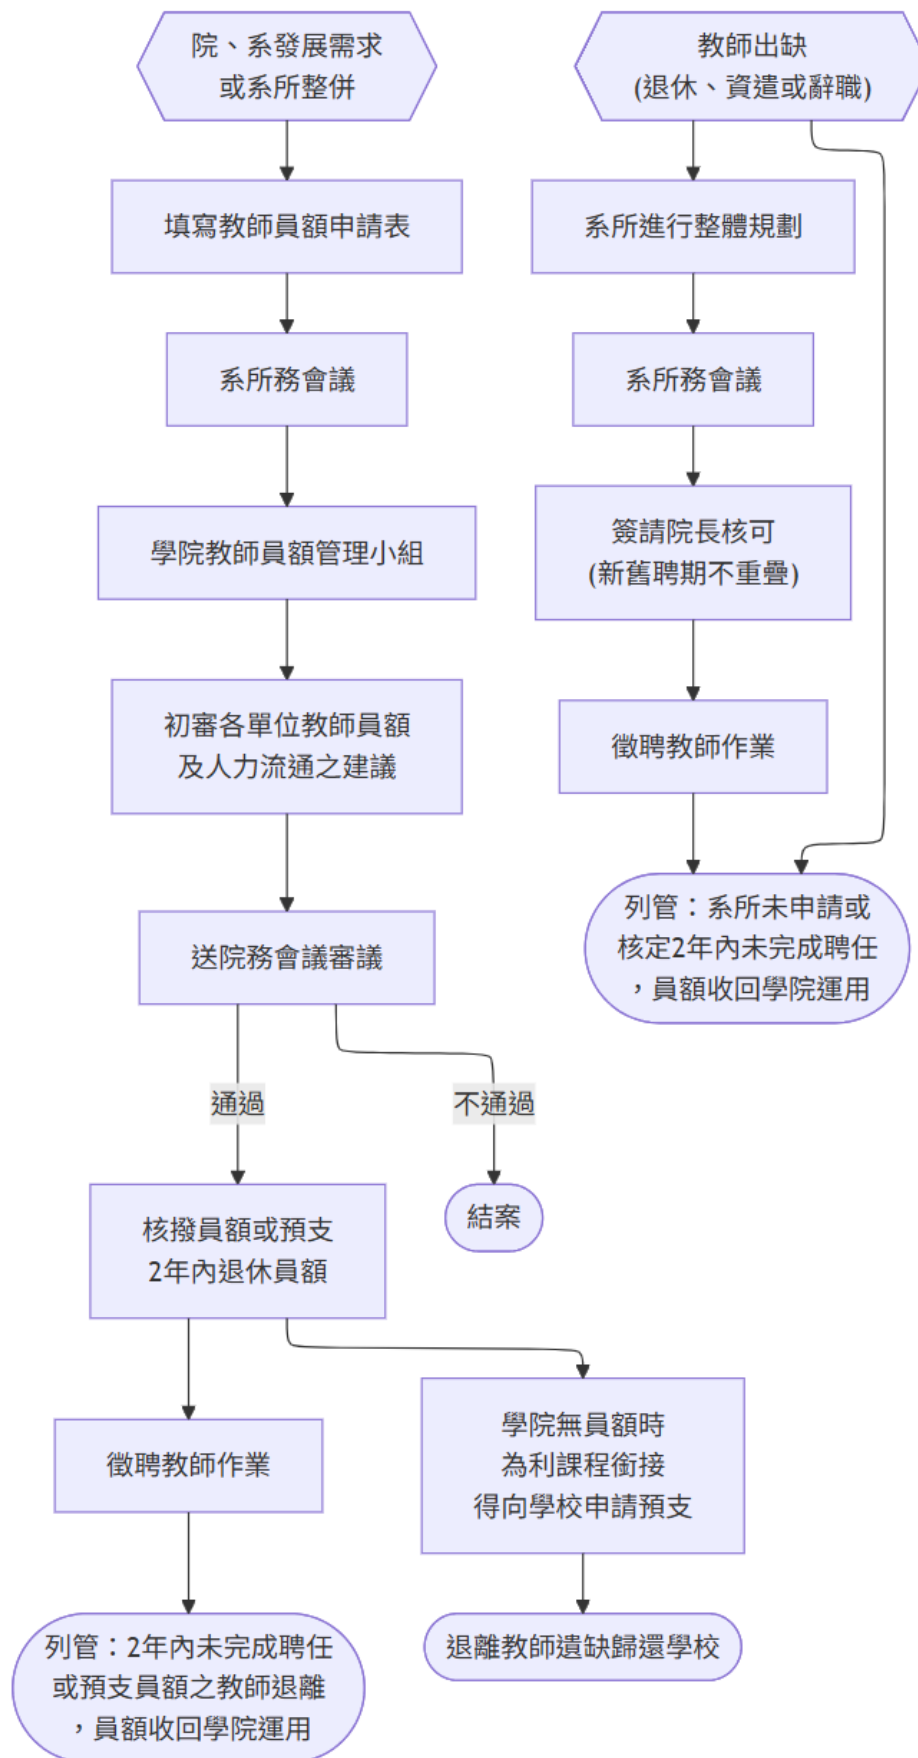 院、系發展需求
或系所整併
填寫教師員額申請表
系所務會議
學院教師員額管理小組
初審各單位教師員額
及人力流通之建議
送院務會議審議
通過
不通過
結案
核撥員額或預支
2年內退休員額
徵聘教師作業
列管：2年內未完成聘任
或預支員額之教師退離
，員額收回學院運用
學院無員額時
為利課程銜接
得向學校申請預支
退離教師遺缺歸還學校
教師出缺
(退休、資遣或辭職)
系所進行整體規劃
系所務會議
簽請院長核可
(新舊聘期不重疊)
徵聘教師作業
列管：系所未申請或
核定2年內未完成聘任
，員額收回學院運用